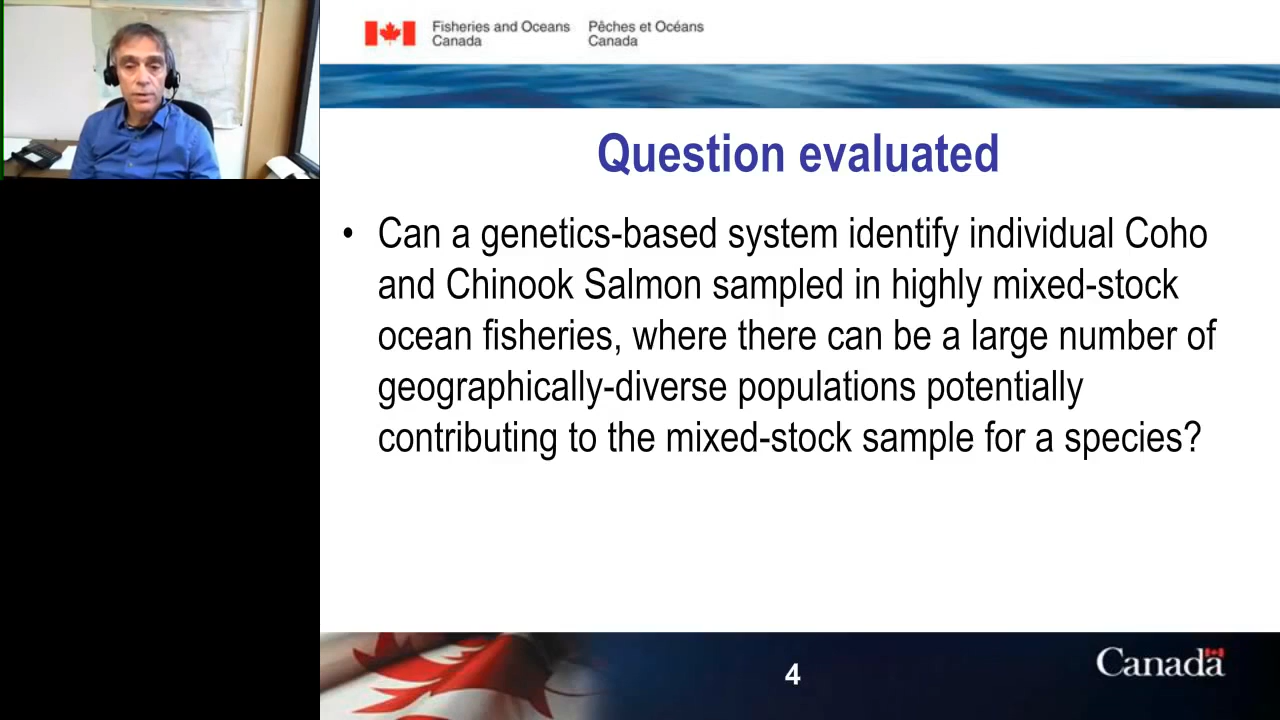 Fisheries and Oceans Pêches et Océans
Canada Canada
Question evaluated
• Can a genetics-based system identify individual Coho
and Chinook Salmon sampled in highly mixed-stock
ocean fisheries, where there can be a large number of
geographically-diverse populations potentially
contributing to the mixed-stock sample for a species?
4
Canada